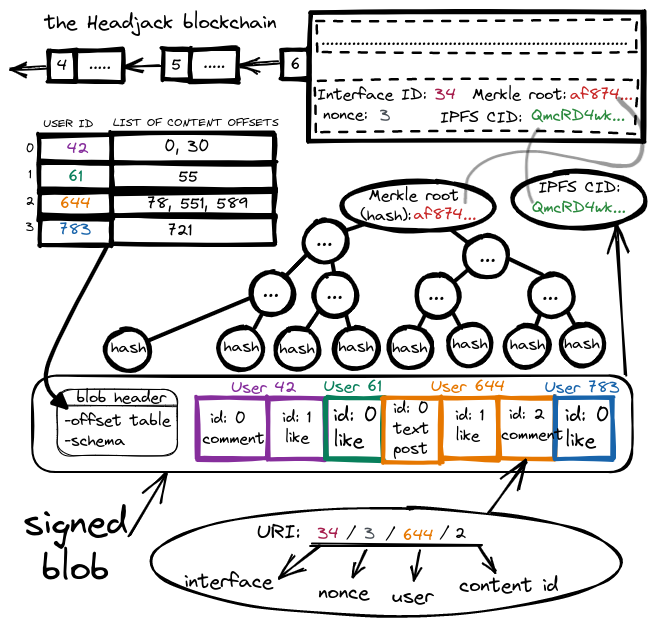 the Headjack blockchain
4 .....
5 .....
6
Interface ID: 34 Merkle root: af874...
nonce: 3 IPFS CID: QmcRD4wk...
USER ID LIST OF CONTENT OFFSETS
0 42 0, 30
1 61 55
2 644 78, 551, 589
3 783 721
Merkle root
(hash): af874...
IPFS CID:
QmcRD4wk...
...
...
...
...
...
...
hash
hash
hash
hash
hash
hash
hash
hash
blob header
-offset table
-schema
User 42
User 61
User 644
User 783
id: 0
comment
id: 1
like
id: 0
like
id: 0
text
post
id: 1
like
id: 2
comment
id: 0
like
signed
blob
URI: 34 / 3 / 644 / 2
interface
nonce
user
content id